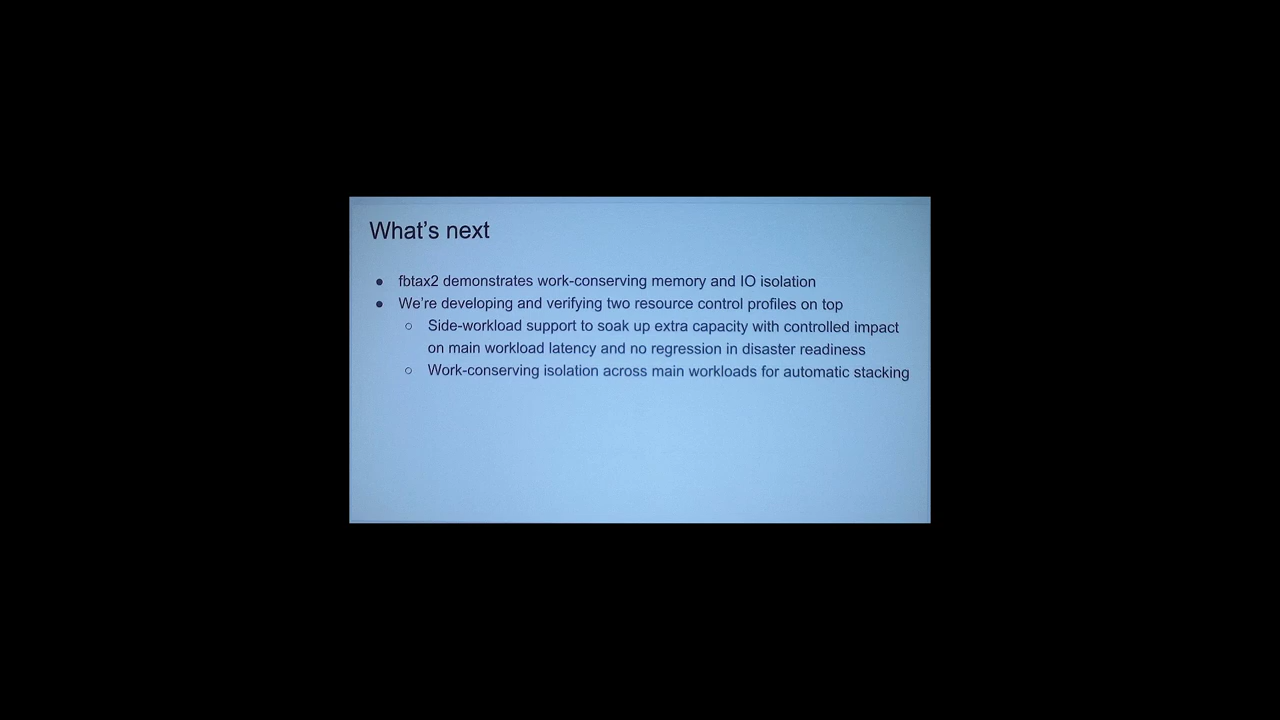 What's next
● fbtax2 demonstrates work-conserving memory and IO isolation
● We're developing and verifying two resource control profiles on top
○ Side-workload support to soak up extra capacity with controlled impact
on main workload latency and no regression in disaster readiness
○ Work-conserving isolation across main workloads for automatic stacking